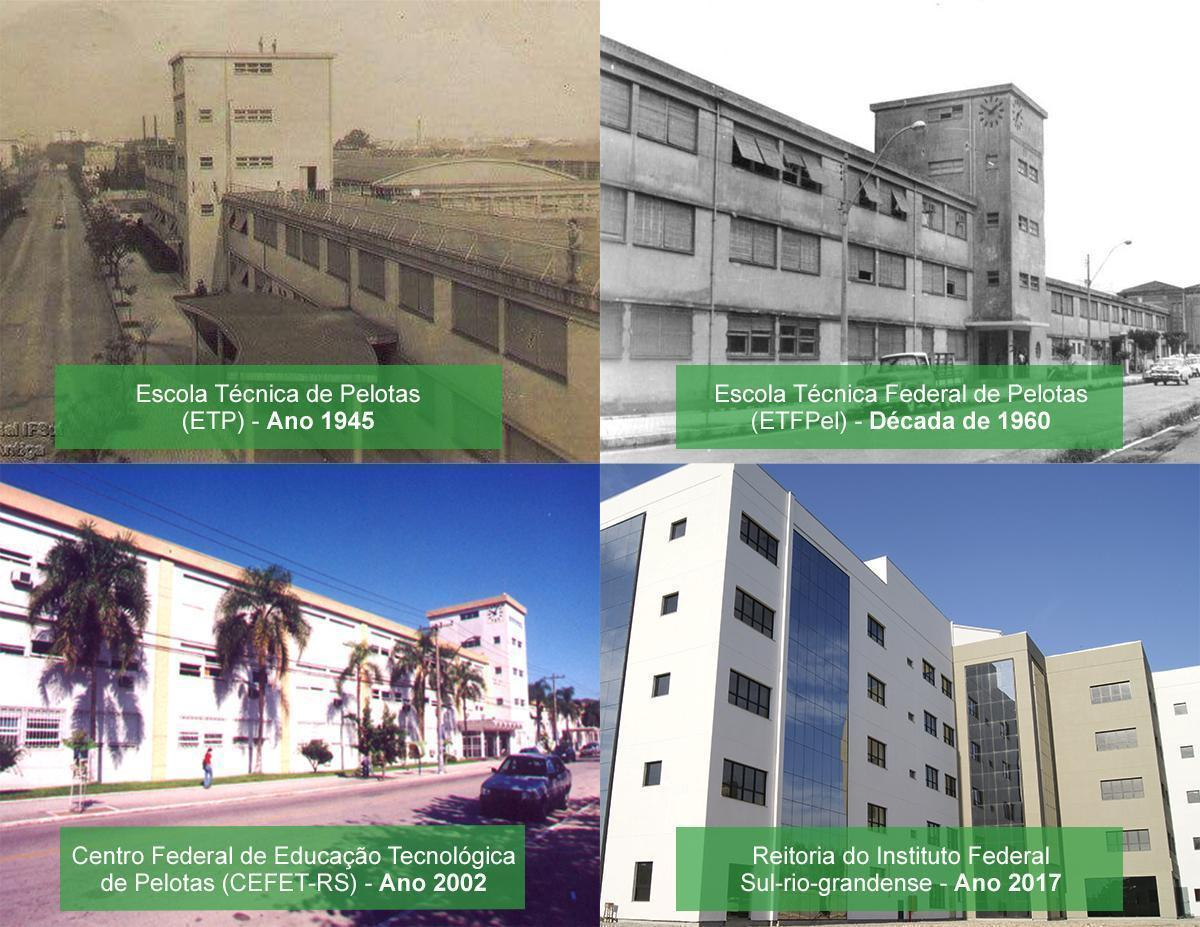 Escola Técnica de Pelotas
(ETP) - Ano 1945
Escola Técnica Federal de Pelotas
(ETFPel) - Década de 1960
Centro Federal de Educação Tecnológica
de Pelotas (CEFET-RS) - Ano 2002
Reitoria do Instituto Federal
Sul-rio-grandense - Ano 2017